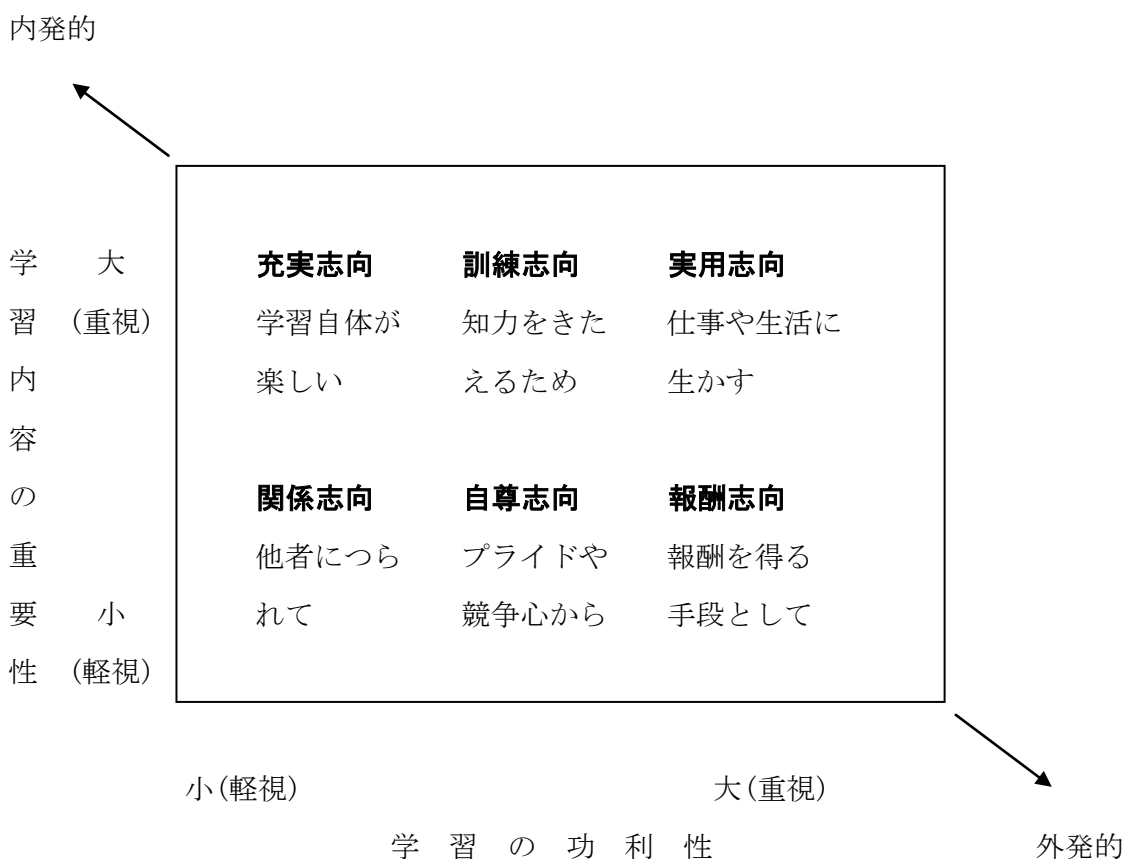 内発的
学習内容の重要性
大
(重視)
小
(軽視)
充実志向
学習自体が
楽しい
訓練志向
知力をきた
えるため
実用志向
仕事や生活に
生かす
関係志向
他者につら
れて
自尊志向
プライドや
競争心から
報酬志向
報酬を得る
手段として
小(軽視)
大(重視)
学習の功利性
外発的